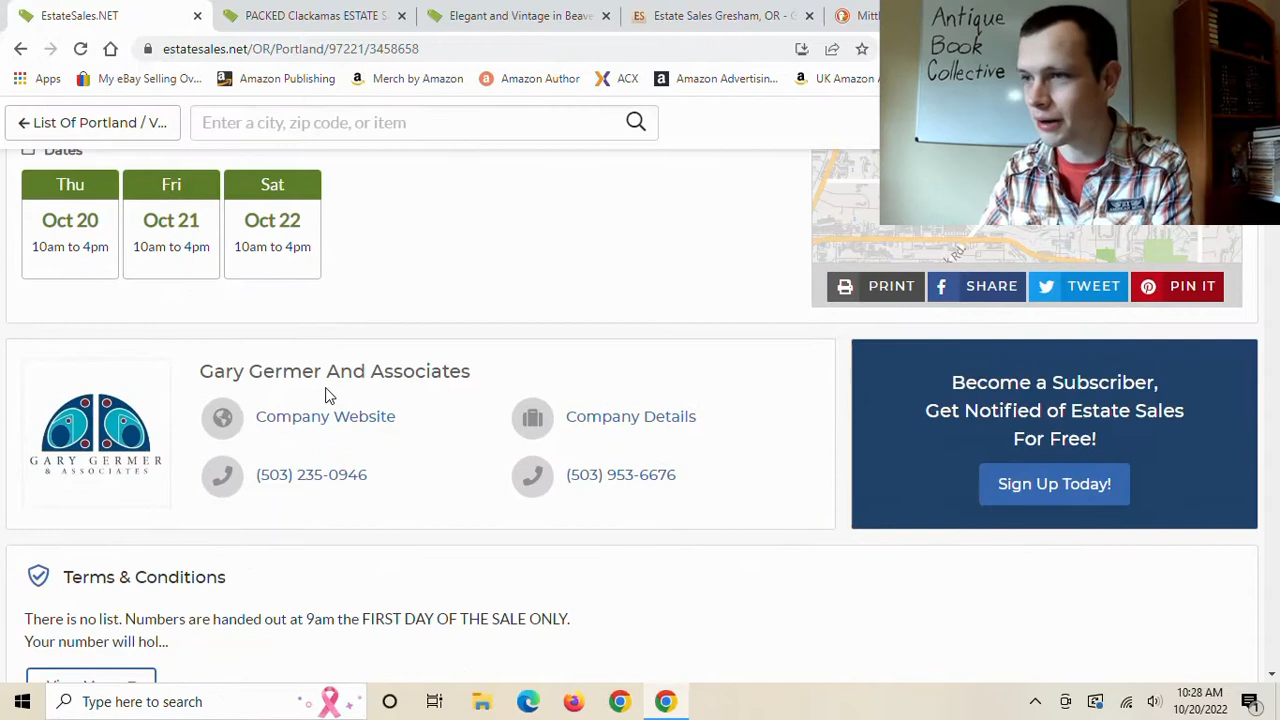 EstateSales.NET
PACKED Clackamas ESTATE S
Elegant and Vintage in Beave
Estate Sales Gresham, OR - G
Mittl
estatesales.net/OR/Portland/97221/3458658
Apps
My eBay Selling Ov...
Amazon Publishing
Merch by Amazon
Amazon Author
ACX
Amazon Advertisin...
UK Amazon A
Antique
Book
Collective
List Of Portland / V...
Enter a city, zip code, or item
Dates
Thu
Fri
Sat
Oct 20
Oct 21
Oct 22
10am to 4pm
10am to 4pm
10am to 4pm
PRINT
SHARE
TWEET
PIN IT
Gary Germer And Associates
Company Website
Company Details
(503) 235-0946
(503) 953-6676
GARY GERMER
& ASSOCIATES
Become a Subscriber,
Get Notified of Estate Sales
For Free!
Sign Up Today!
Terms & Conditions
There is no list. Numbers are handed out at 9am the FIRST DAY OF THE SALE ONLY.
Your number will hol...
Type here to search
10:28 AM
10/20/2022